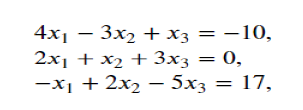 4x₁ − 3x₂ + x₃ = −10,
2x₁ + x₂ + 3x₃ = 0,
−x₁ + 2x₂ − 5x₃ = 17,